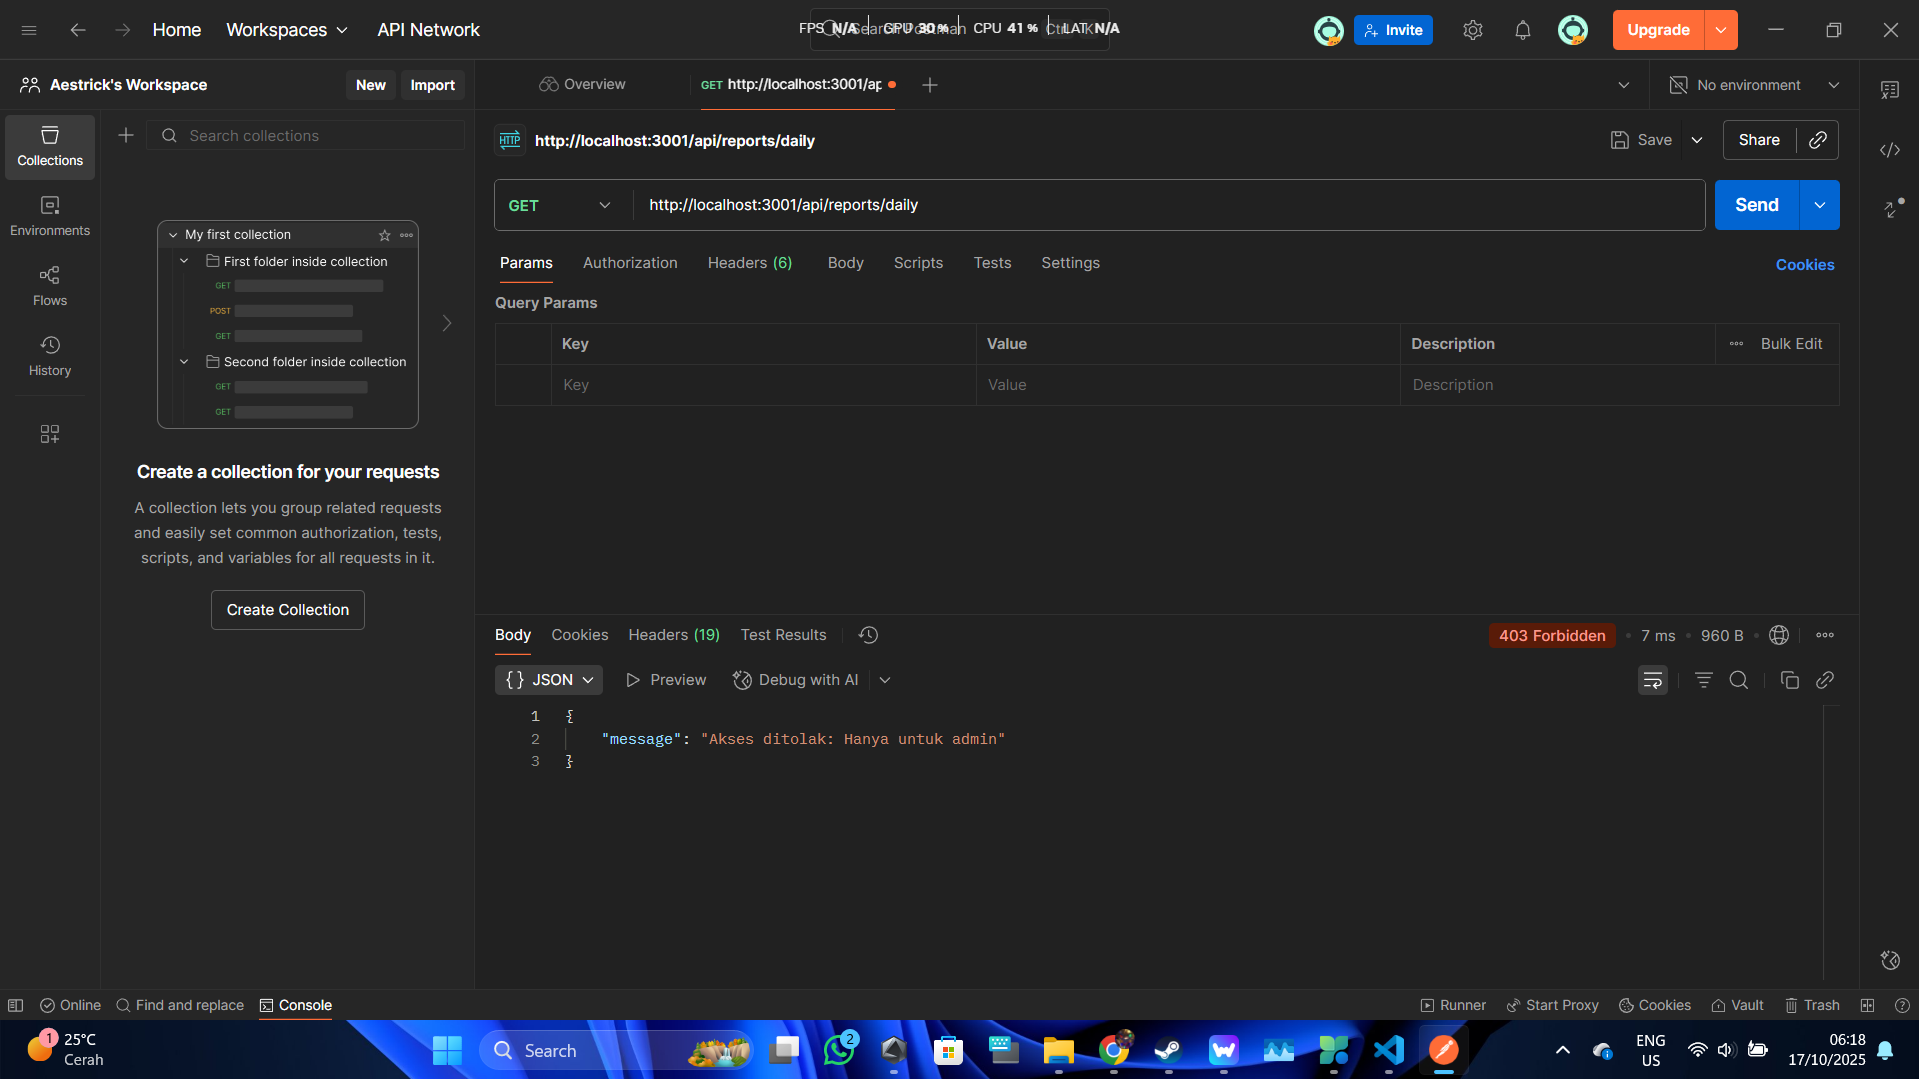 Home
Workspaces
API Network
FPS N/A
GPU 30 %
CPU 41 %
LAT N/A
Invite
Upgrade
Aestrick's Workspace
New
Import
Overview
GET http://localhost:3001/ap
No environment
Search collections
http://localhost:3001/api/reports/daily
Save
Share
Collections
Environments
Flows
History
GET
http://localhost:3001/api/reports/daily
Send
My first collection
First folder inside collection
GET
POST
GET
Second folder inside collection
GET
GET
Params
Authorization
Headers (6)
Body
Scripts
Tests
Settings
Cookies
Query Params
Key
Value
Description
Bulk Edit
Key
Value
Description
Create a collection for your requests
A collection lets you group related requests
and easily set common authorization, tests,
scripts, and variables for all requests in it.
Create Collection
Body
Cookies
Headers (19)
Test Results
403 Forbidden
7 ms
960 B
{} JSON
Preview
Debug with AI
1 {
2 "message": "Akses ditolak: Hanya untuk admin"
3 }
Online
Find and replace
Console
Runner
Start Proxy
Cookies
Vault
Trash
1
25°C
Cerah
Search
2
ENG
US
06:18
17/10/2025